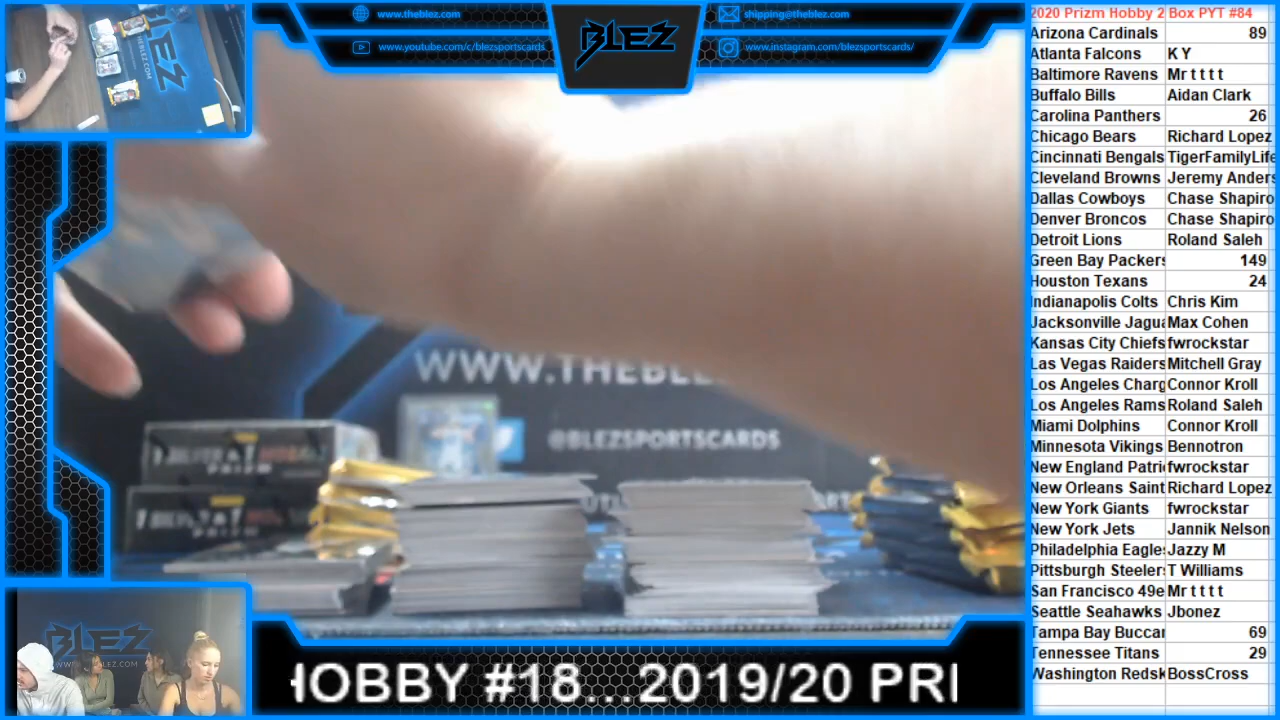 www.theblez.com
www.youtube.com/c/blezsportscards
BLEZ
shipping@theblez.com
www.instagram.com/blezsportscards/
2020 Prizm Hobby 2 Box PYT #84
Arizona Cardinals 89
Atlanta Falcons K Y
Baltimore Ravens Mr t t t t
Buffalo Bills Aidan Clark
Carolina Panthers 26
Chicago Bears Richard Lopez
Cincinnati Bengals TigerFamilyLife
Cleveland Browns Jeremy Anders
Dallas Cowboys Chase Shapiro
Denver Broncos Chase Shapiro
Detroit Lions Roland Saleh
Green Bay Packers 149
Houston Texans 24
Indianapolis Colts Chris Kim
Jacksonville Jagua Max Cohen
Kansas City Chiefs fwrockstar
Las Vegas Raiders Mitchell Gray
Los Angeles Charg Connor Kroll
Los Angeles Rams Roland Saleh
Miami Dolphins Connor Kroll
Minnesota Vikings Bennotron
New England Patri fwrockstar
New Orleans Saint Richard Lopez
New York Giants fwrockstar
New York Jets Jannik Nelson
Philadelphia Eagle Jazzy M
Pittsburgh Steeler T Williams
San Francisco 49e Mr t t t t
Seattle Seahawks Jbonez
Tampa Bay Buccar 69
Tennessee Titans 29
Washington Redsk BossCross
WWW.THEBLE
@BLEZSPORTSCARDS
PRIZM
BLEZ
WWW.THEBLEZ.COM
HOBBY #18...2019/20 PRI